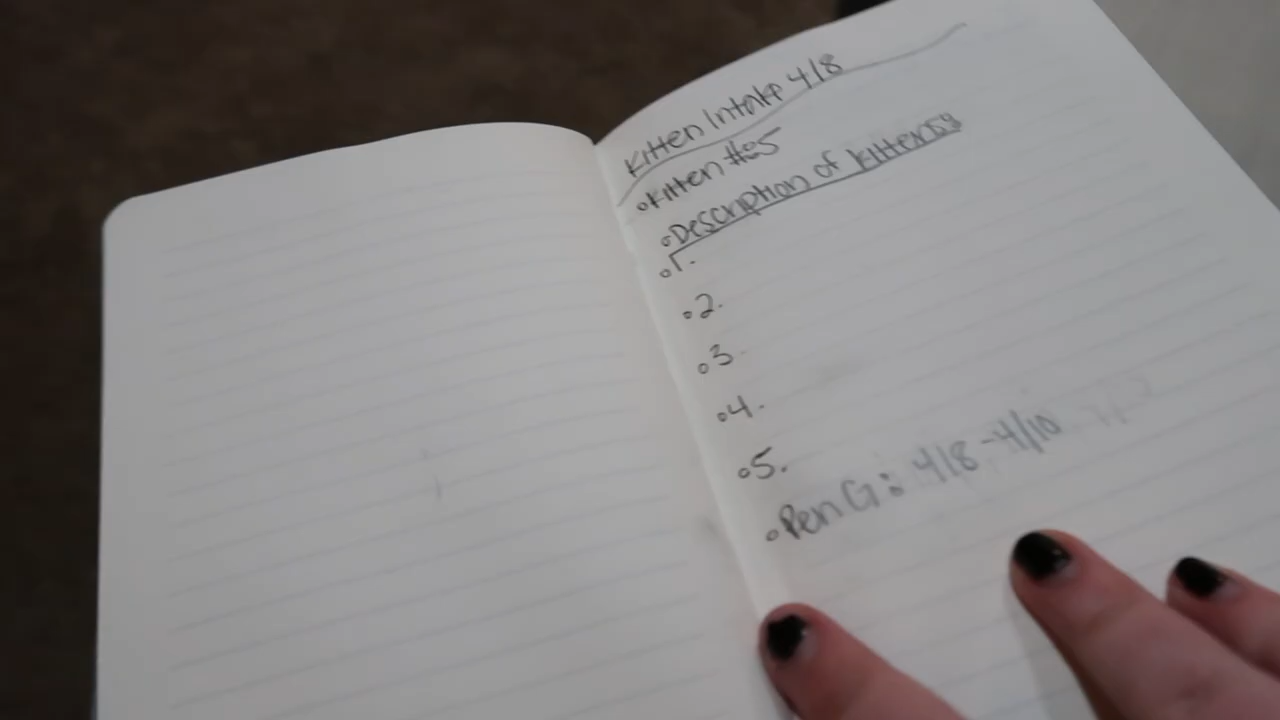 Kitten Intake 4/8
• Kitten #: 5
• Description of kittens:
• 1.
• 2.
• 3.
• 4.
• 5.
• Pen G: 4/8 - 4/10